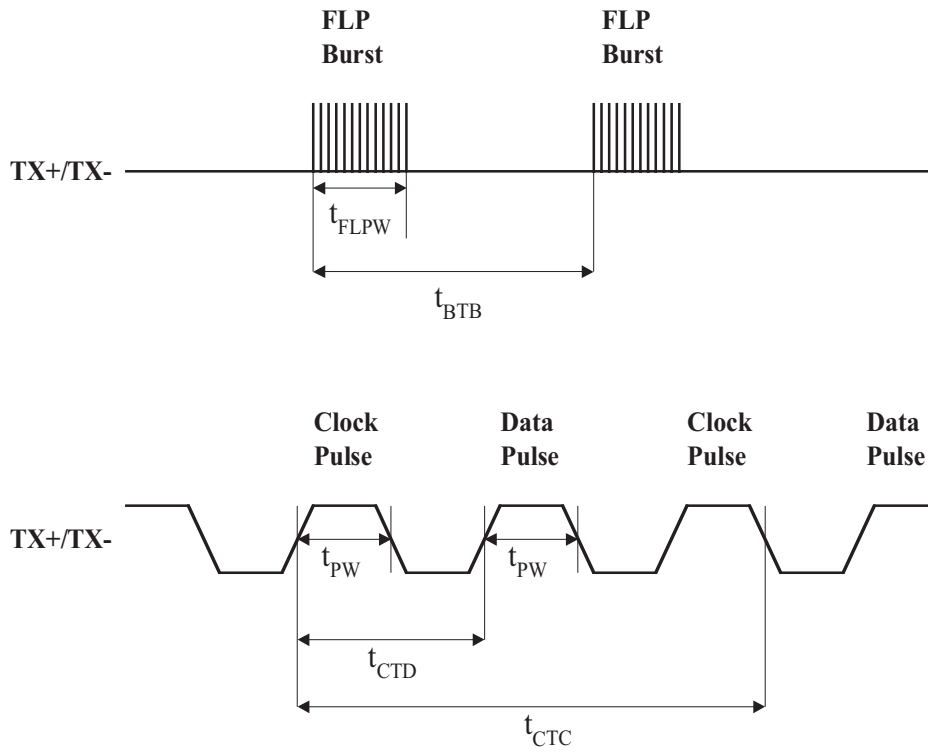 FLP FLP
Burst Burst
TX+/TX-
tFLPW
tBTB
Clock Data Clock Data
Pulse Pulse Pulse Pulse
TX+/TX-
tPW tPW
tCTD
tCTC